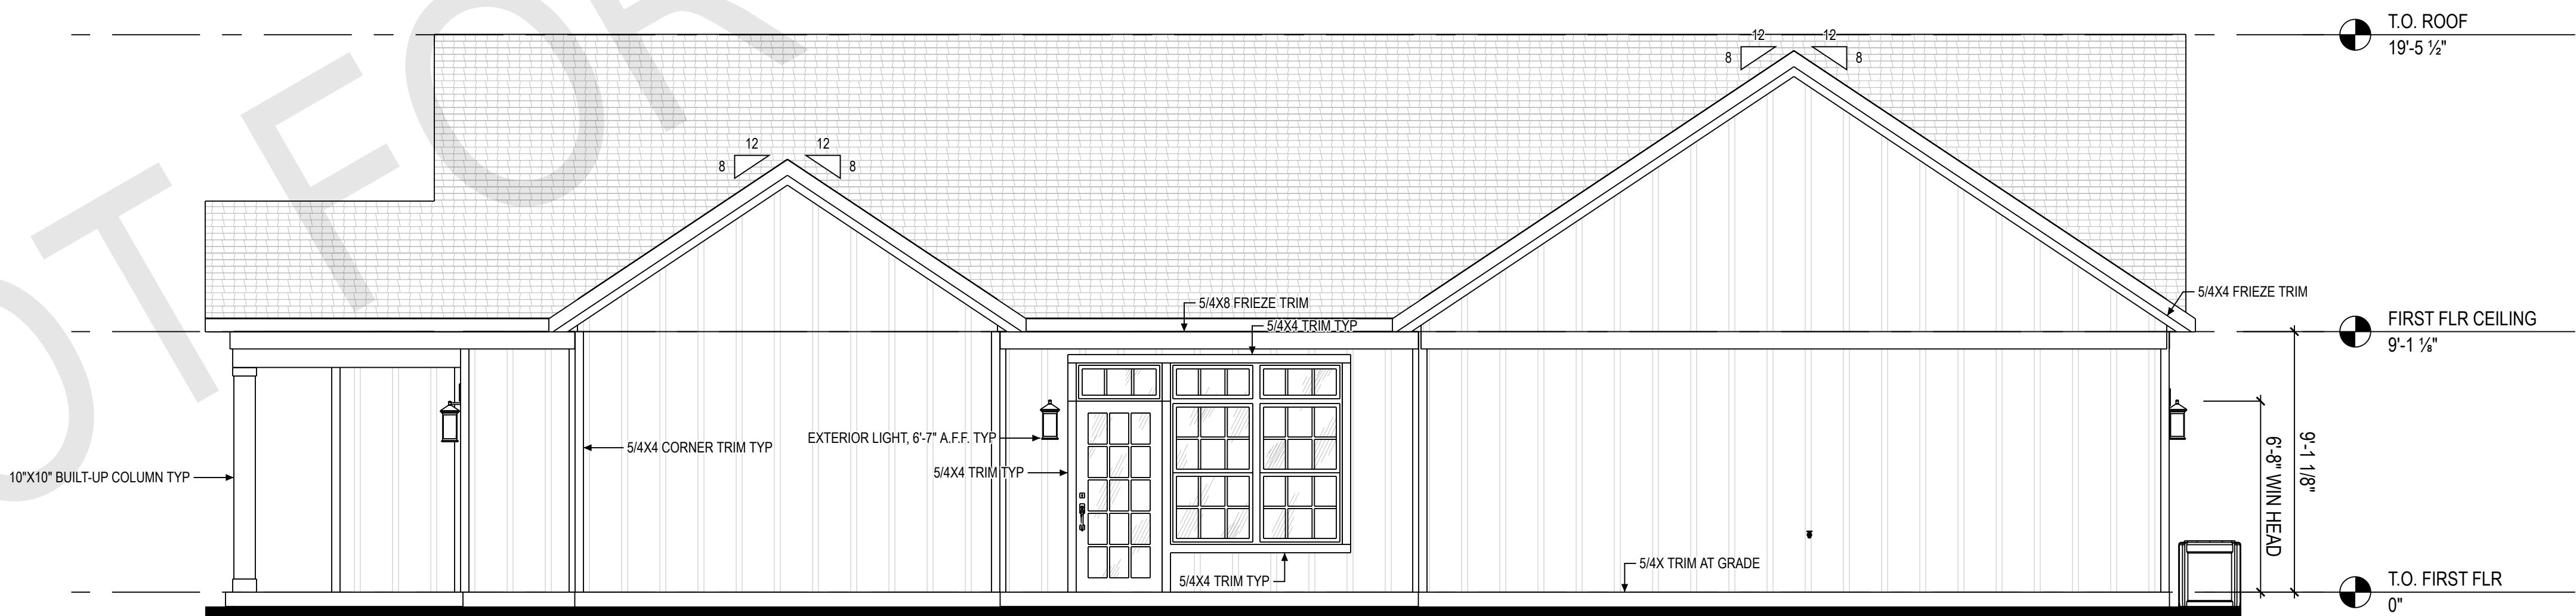 OT FOR
T.O. ROOF
19'-5 ½"
12
12
8
8
12
12
8
8
5/4X8 FRIEZE TRIM
5/4X4 FRIEZE TRIM
FIRST FLR CEILING
9'-1 ⅛"
5/4X4 TRIM TYP
EXTERIOR LIGHT, 6'-7" A.F.F. TYP
5/4X4 CORNER TRIM TYP
5/4X4 TRIM TYP
10"X10" BUILT-UP COLUMN TYP
9'-1 1/8"
6'-8" WIN HEAD
5/4X TRIM AT GRADE
5/4X4 TRIM TYP
T.O. FIRST FLR
0"